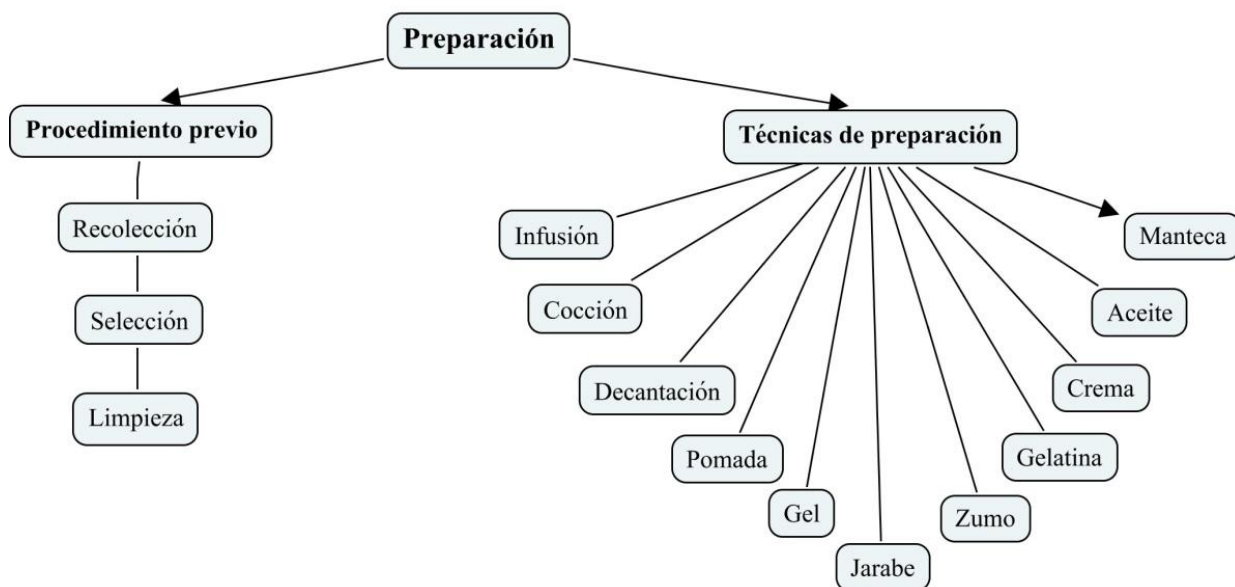 Preparación
Procedimiento previo
Técnicas de preparación
Recolección
Selección
Limpieza
Infusión
Cocción
Decantación
Pomada
Gel
Jarabe
Zumo
Gelatina
Crema
Aceite
Manteca